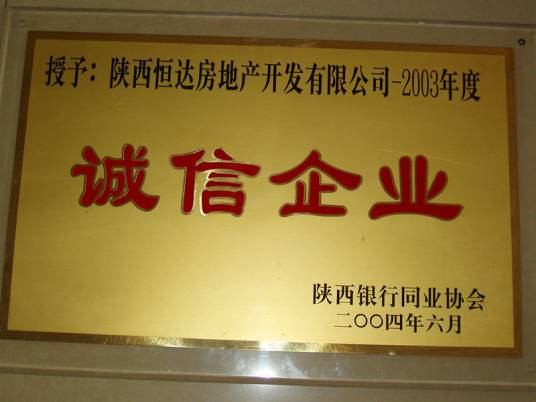 授予：陕西恒达房地产开发有限公司-2003年度
诚信企业
陕西银行同业协会
二〇〇四年六月